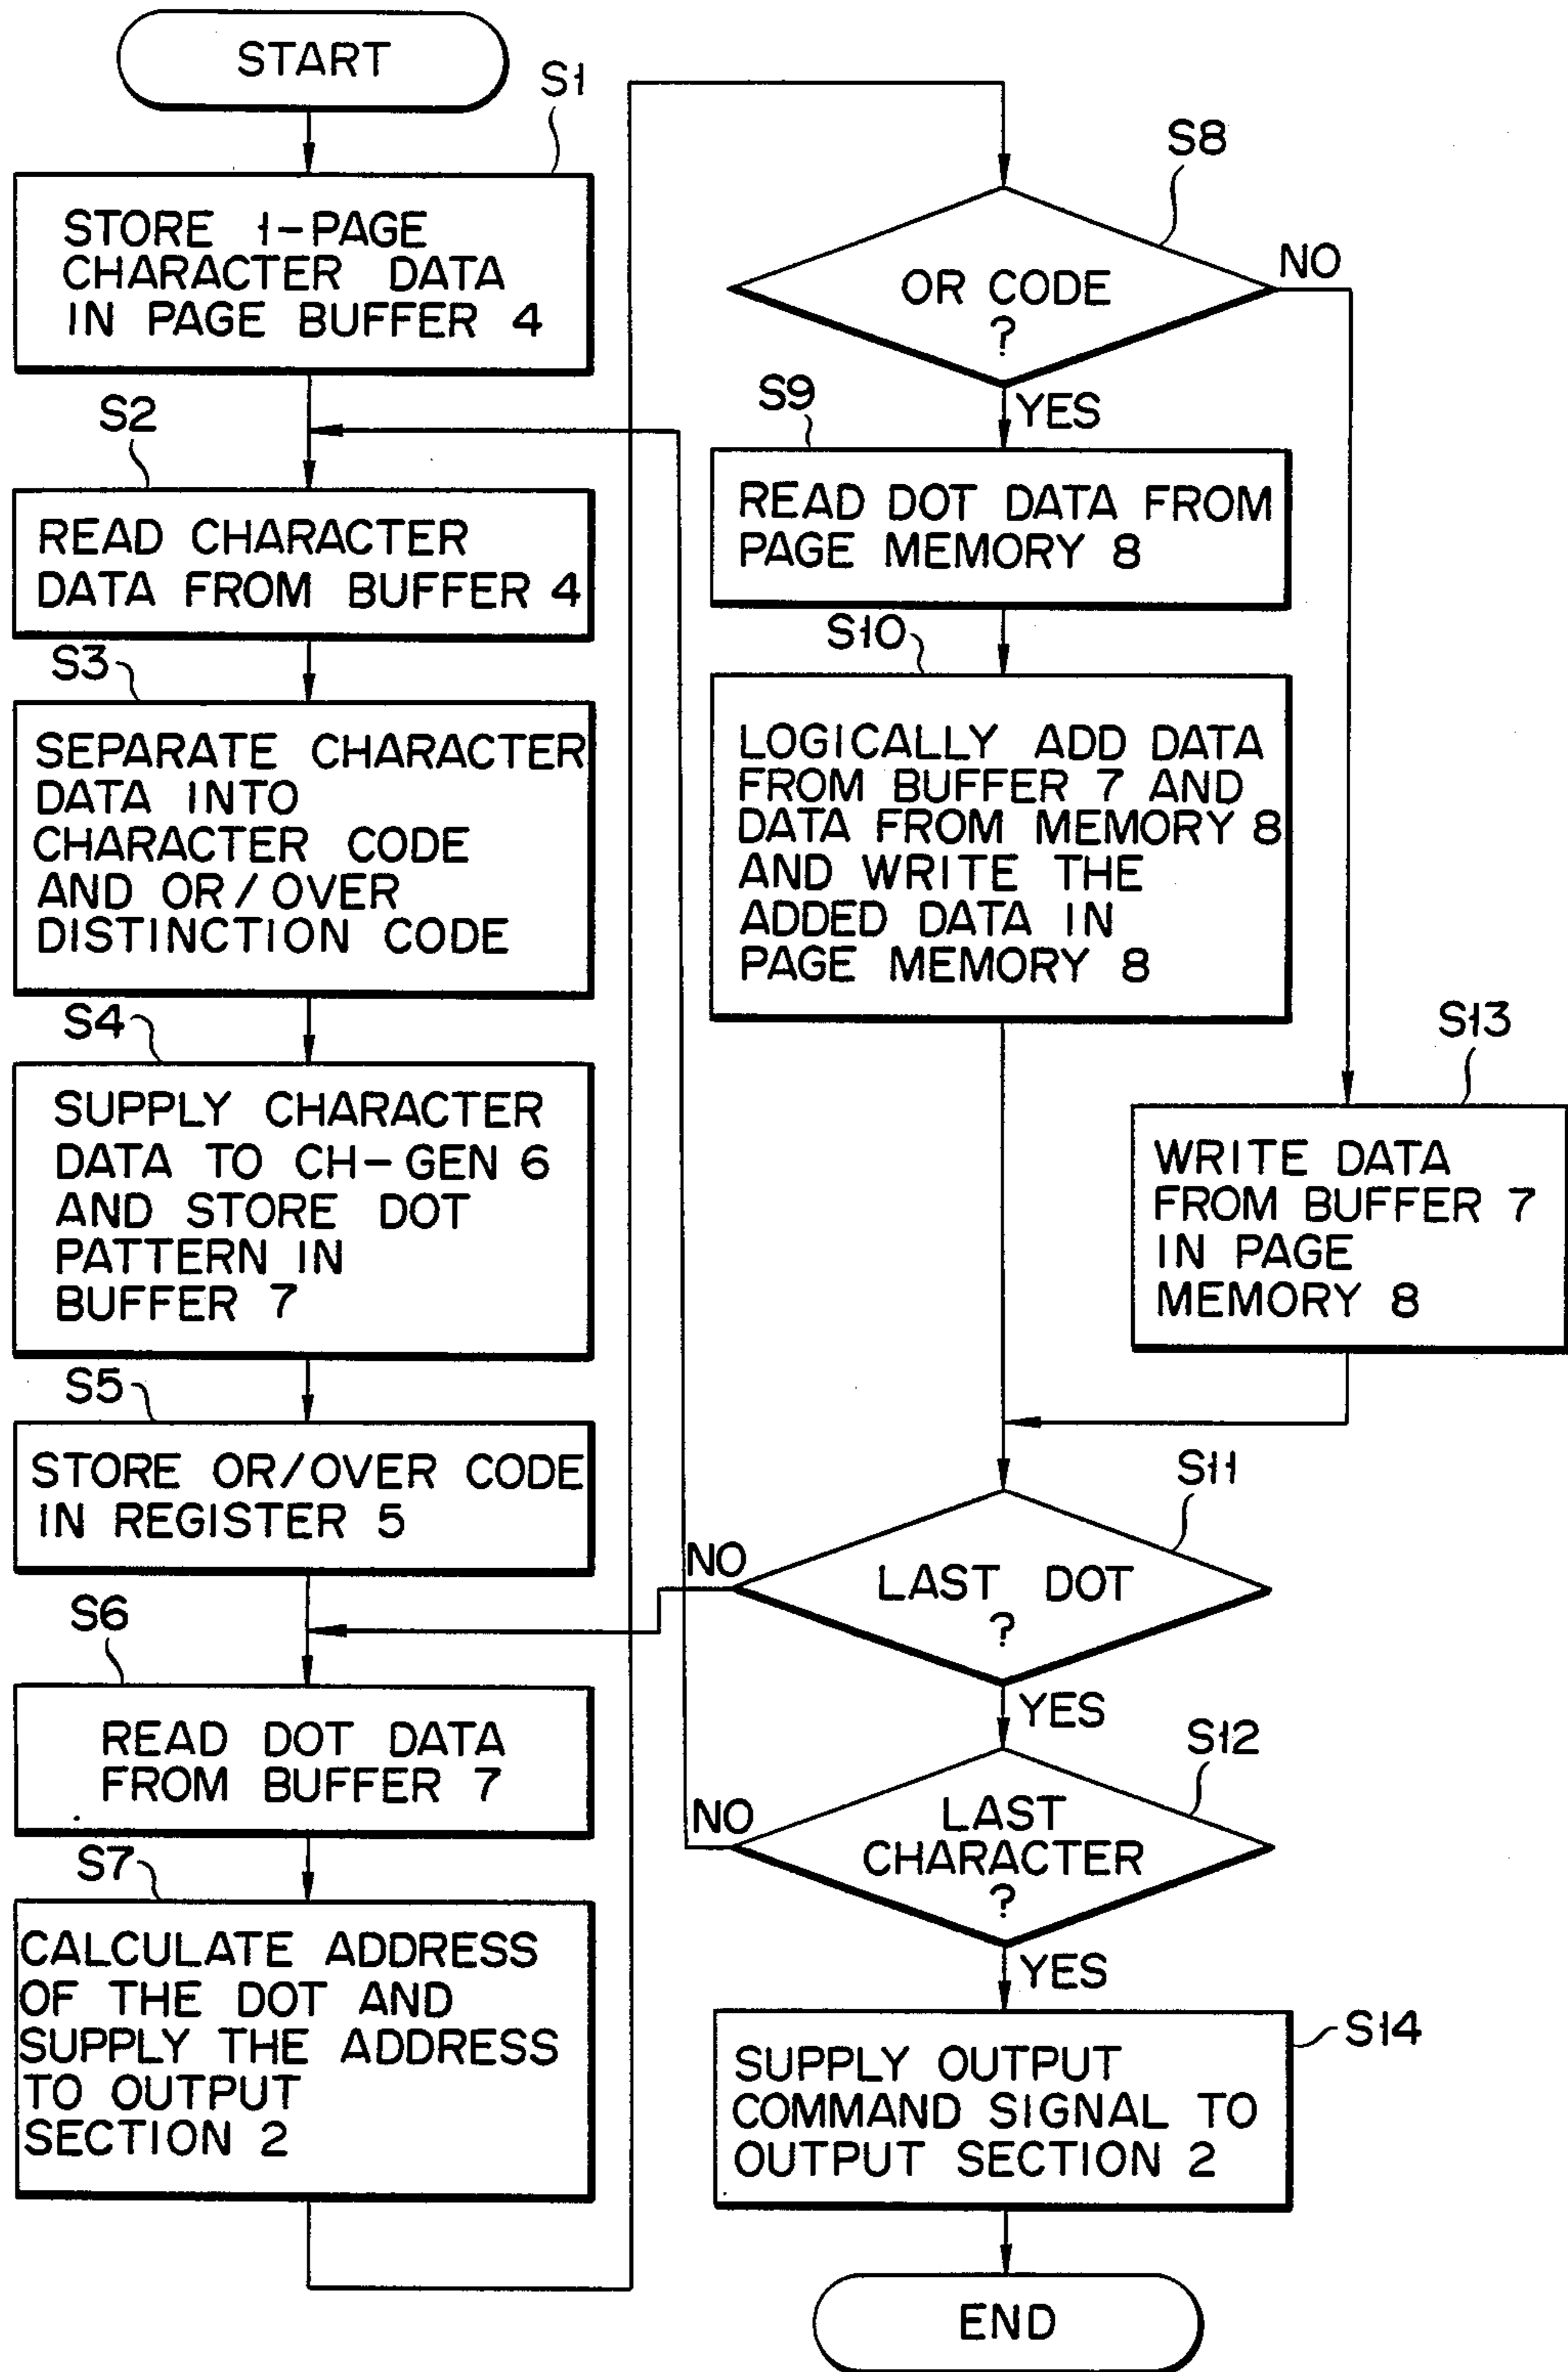 START
S1
STORE 1-PAGE
CHARACTER DATA
IN PAGE BUFFER 4
S2
READ CHARACTER
DATA FROM BUFFER 4
S3
SEPARATE CHARACTER
DATA INTO
CHARACTER CODE
AND OR/OVER
DISTINCTION CODE
S4
SUPPLY CHARACTER
DATA TO CH-GEN 6
AND STORE DOT
PATTERN IN
BUFFER 7
S5
STORE OR/OVER CODE
IN REGISTER 5
S6
READ DOT DATA
FROM BUFFER 7
S7
CALCULATE ADDRESS
OF THE DOT AND
SUPPLY THE ADDRESS
TO OUTPUT
SECTION 2
S8
OR CODE
?
NO
YES
S9
READ DOT DATA FROM
PAGE MEMORY 8
S10
LOGICALLY ADD DATA
FROM BUFFER 7 AND
DATA FROM MEMORY 8
AND WRITE THE
ADDED DATA IN
PAGE MEMORY 8
S13
WRITE DATA
FROM BUFFER 7
IN PAGE
MEMORY 8
S11
LAST DOT
?
NO
YES
S12
LAST
CHARACTER
?
NO
YES
S14
SUPPLY OUTPUT
COMMAND SIGNAL TO
OUTPUT SECTION 2
END